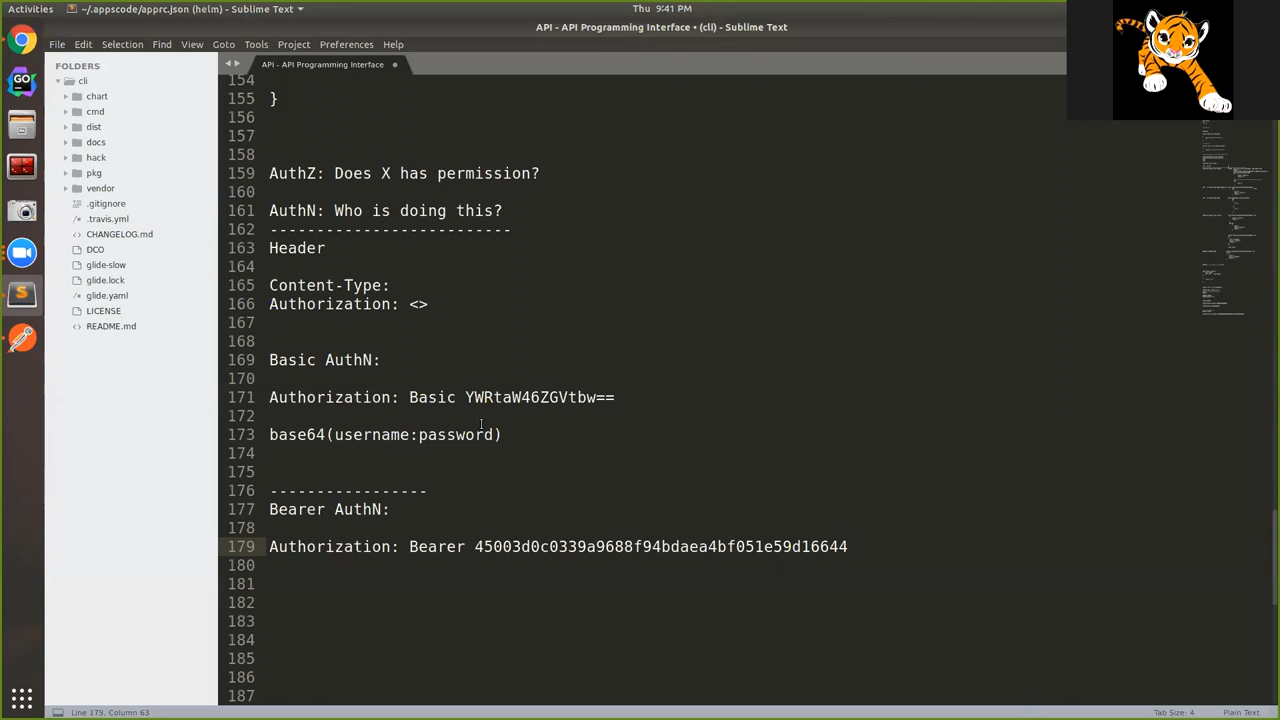 Activities
~/.appscode/apprc.json (helm) - Sublime Text
Thu 9:41 PM
API - API Programming Interface • (cli) - Sublime Text
File Edit Selection Find View Goto Tools Project Preferences Help
FOLDERS
cli
chart
cmd
dist
docs
hack
pkg
vendor
.gitignore
.travis.yml
CHANGELOG.md
DCO
glide-slow
glide.lock
glide.yaml
LICENSE
README.md
API - API Programming Interface
154
155 }
156
157
158
159 AuthZ: Does X has permission?
160
161 AuthN: Who is doing this?
162 --------------------------
163 Header
164
165 Content-Type:
166 Authorization: <>
167
168
169 Basic AuthN:
170
171 Authorization: Basic YWRtaW46ZGVtbw==
172
173 base64(username:password)
174
175
176 -----------------
177 Bearer AuthN:
178
179 Authorization: Bearer 45003d0c0339a9688f94bdaea4bf051e59d16644
180
181
182
183
184
185
186
187
Line 179, Column 63
Tab Size: 4
Plain Text